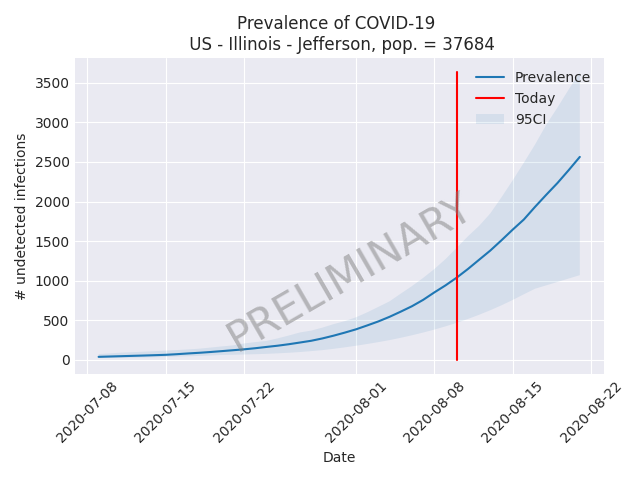 Prevalence of COVID-19
US - Illinois - Jefferson, pop. = 37684
Prevalence
Today
95CI
PRELIMINARY
# undetected infections
3500
3000
2500
2000
1500
1000
500
0
2020-07-08
2020-07-15
2020-07-22
2020-08-01
2020-08-08
2020-08-15
2020-08-22
Date